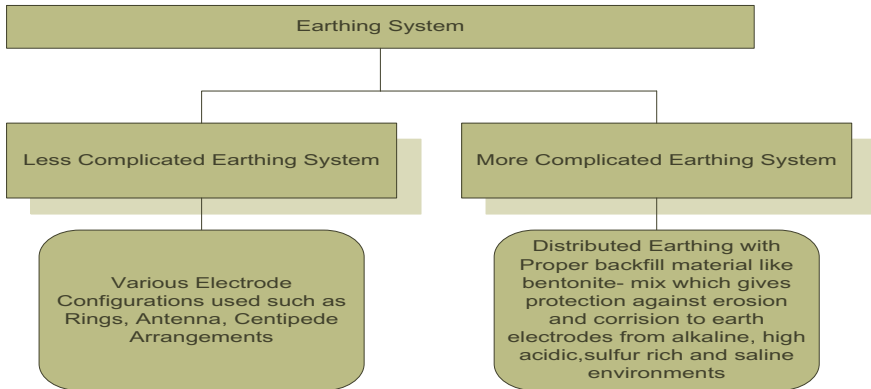 Earthing System
Less Complicated Earthing System
More Complicated Earthing System
Various Electrode
Configurations used such as
Rings, Antenna, Centipede
Arrangements
Distributed Earthing with
Proper backfill material like
bentonite- mix which gives
protection against erosion
and corrision to earth
electrodes from alkaline, high
acidic,sulfur rich and saline
environments